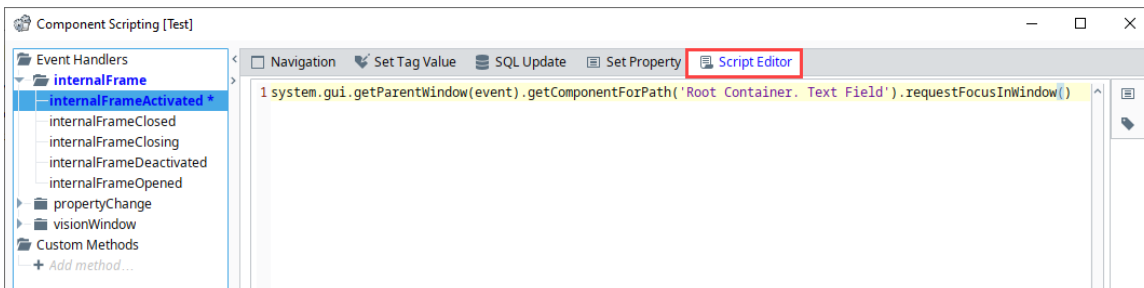 Component Scripting [Test]
Event Handlers
internalFrame
internalFrameActivated *
internalFrameClosed
internalFrameClosing
internalFrameDeactivated
internalFrameOpened
propertyChange
visionWindow
Custom Methods
Add method...
Navigation Set Tag Value SQL Update Set Property Script Editor
1 system.gui.getParentWindow(event).getComponentForPath('Root Container. Text Field').requestFocusInWindow()